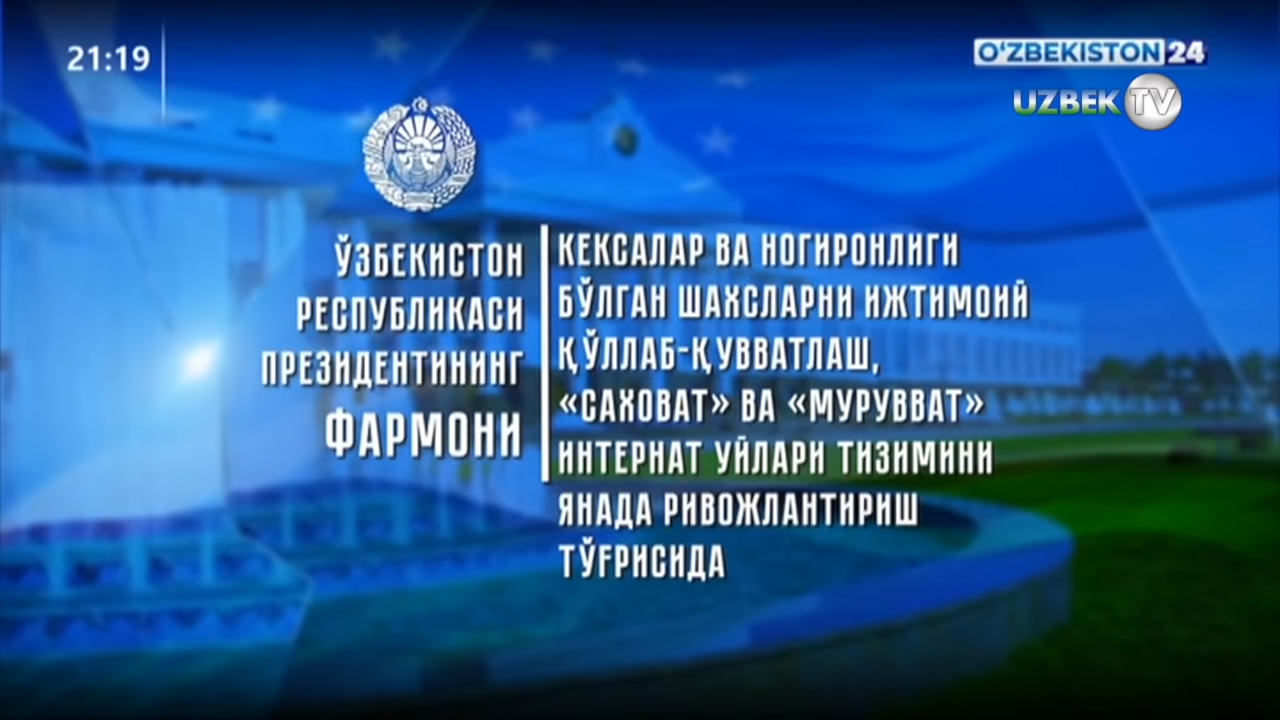 21:19
O‘ZBEKISTON 24
UZBEK TV
ЎЗБЕКИСТОН
РЕСПУБЛИКАСИ
ПРЕЗИДЕНТИНИНГ
ФАРМОНИ
КЕКСАЛАР ВА НОГИРОНЛИГИ
БЎЛГАН ШАХСЛАРНИ ИЖТИМОИЙ
ҚЎЛЛАБ-ҚУВВАТЛАШ,
«САХОВАТ» ВА «МУРУВВАТ»
ИНТЕРНАТ УЙЛАРИ ТИЗИМИНИ
ЯНАДА РИВОЖЛАНТИРИШ
ТЎҒРИСИДА